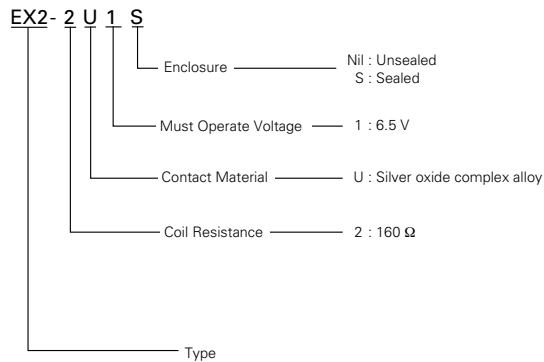 EX2- 2 U 1 S
Enclosure Nil : Unsealed
S : Sealed
Must Operate Voltage 1 : 6.5 V
Contact Material U : Silver oxide complex alloy
Coil Resistance 2 : 160 Ω
Type